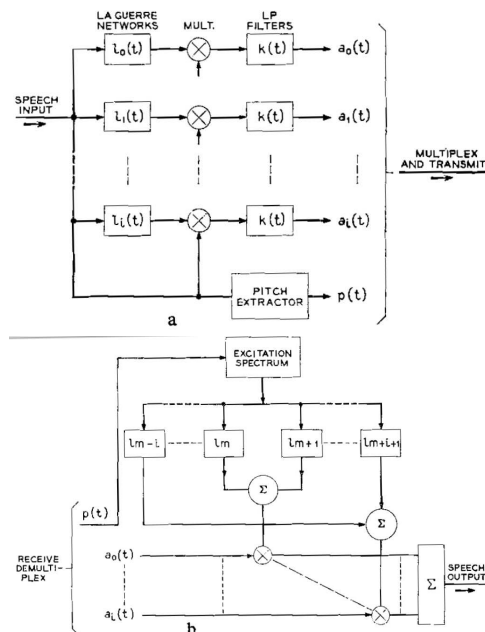 LA GUERRE
NETWORKS
MULT.
LP
FILTERS
l₀(t)
k(t)
a₀(t)
SPEECH
INPUT
l₁(t)
k(t)
a₁(t)
MULTIPLEX
AND TRANSMIT
lᵢ(t)
k(t)
aᵢ(t)
PITCH
EXTRACTOR
p(t)
a
EXCITATION
SPECTRUM
lm-i
lm
lm+1
lm+i+1
Σ
p(t)
Σ
RECEIVE
DEMULTI-
PLEX
a₀(t)
Σ
SPEECH
OUTPUT
aᵢ(t)
b